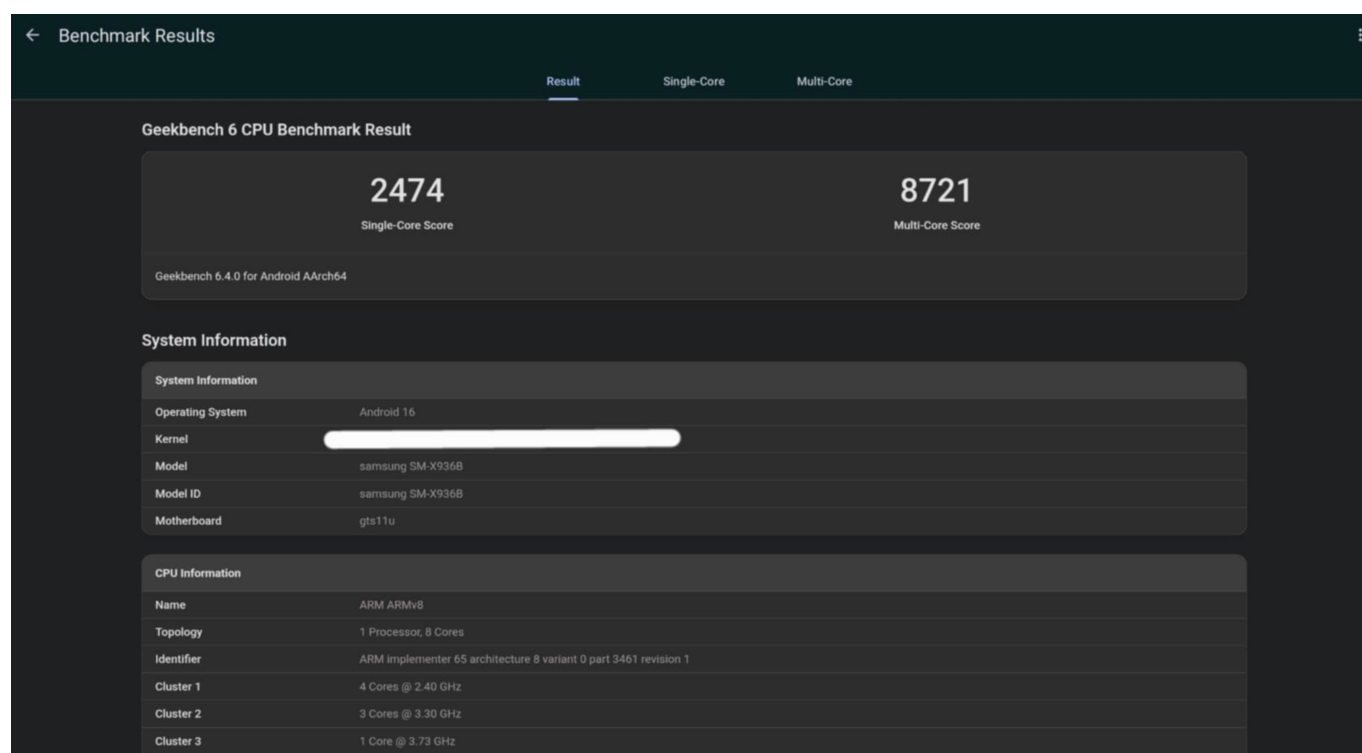 Benchmark Results
Result Single-Core Multi-Core
Geekbench 6 CPU Benchmark Result
2474 8721
Single-Core Score Multi-Core Score
Geekbench 6.4.0 for Android AArch64
System Information
System Information
Operating System Android 16
Kernel
Model samsung SM-X936B
Model ID samsung SM-X936B
Motherboard gts11u
CPU Information
Name ARM ARMv8
Topology 1 Processor, 8 Cores
Identifier ARM implementer 65 architecture 8 variant 0 part 3461 revision 1
Cluster 1 4 Cores @ 2.40 GHz
Cluster 2 3 Cores @ 3.30 GHz
Cluster 3 1 Core @ 3.73 GHz